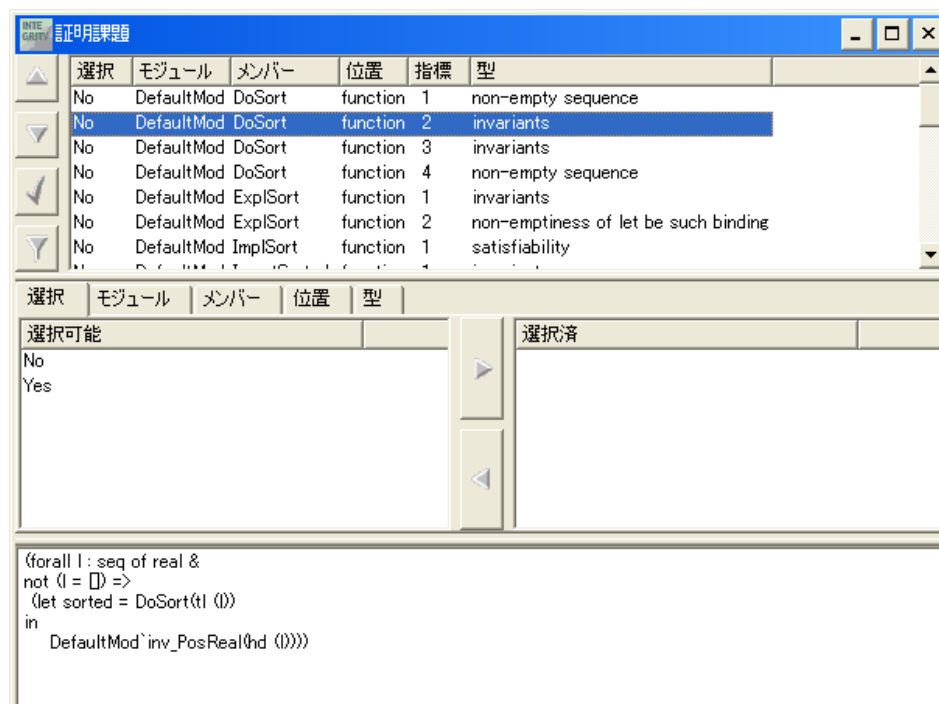 INTE
GRITY 証明課題
選択 モジュール メンバー 位置 指標 型
No DefaultMod DoSort function 1 non-empty sequence
No DefaultMod DoSort function 2 invariants
No DefaultMod DoSort function 3 invariants
No DefaultMod DoSort function 4 non-empty sequence
No DefaultMod ExplSort function 1 invariants
No DefaultMod ExplSort function 2 non-emptiness of let be such binding
No DefaultMod ImplSort function 1 satisfiability
選択 モジュール メンバー 位置 型
選択可能 選択済
No
Yes
(forall l : seq of real &
not (l = []) =>
(let sorted = DoSort(tl (l))
in
DefaultMod`inv_PosReal(hd (l))))